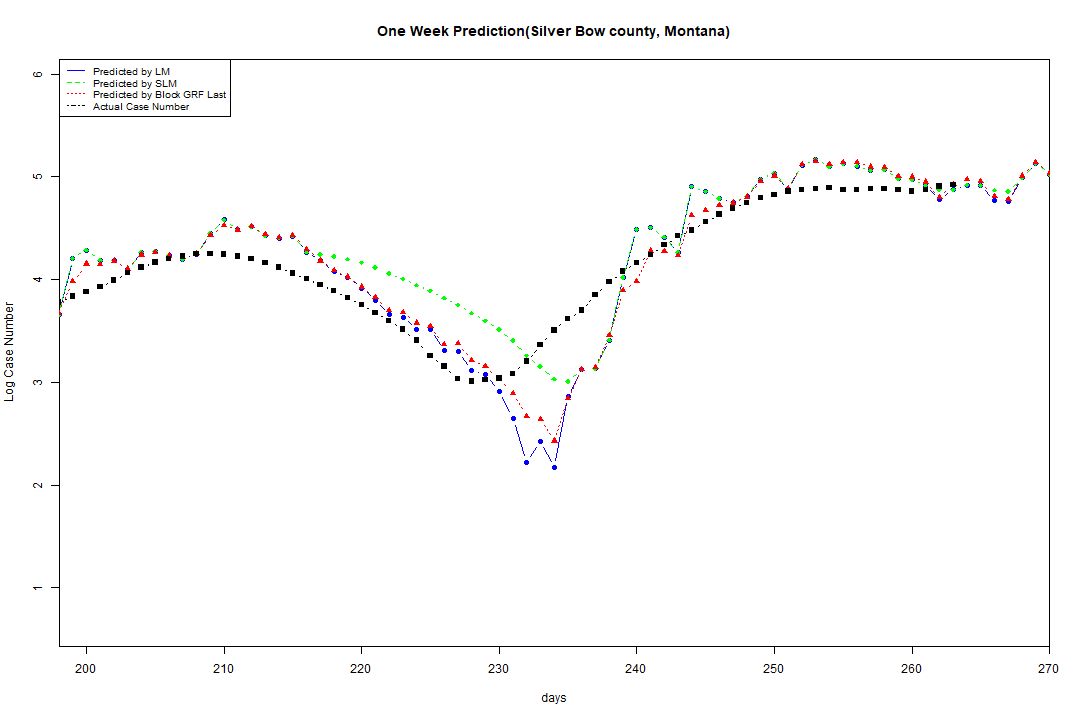 One Week Prediction(Silver Bow county, Montana)
Predicted by LM
Predicted by SLM
Predicted by Block GRF Last
Actual Case Number
6
5
4
3
2
1
Log Case Number
200 210 220 230 240 250 260 270
days